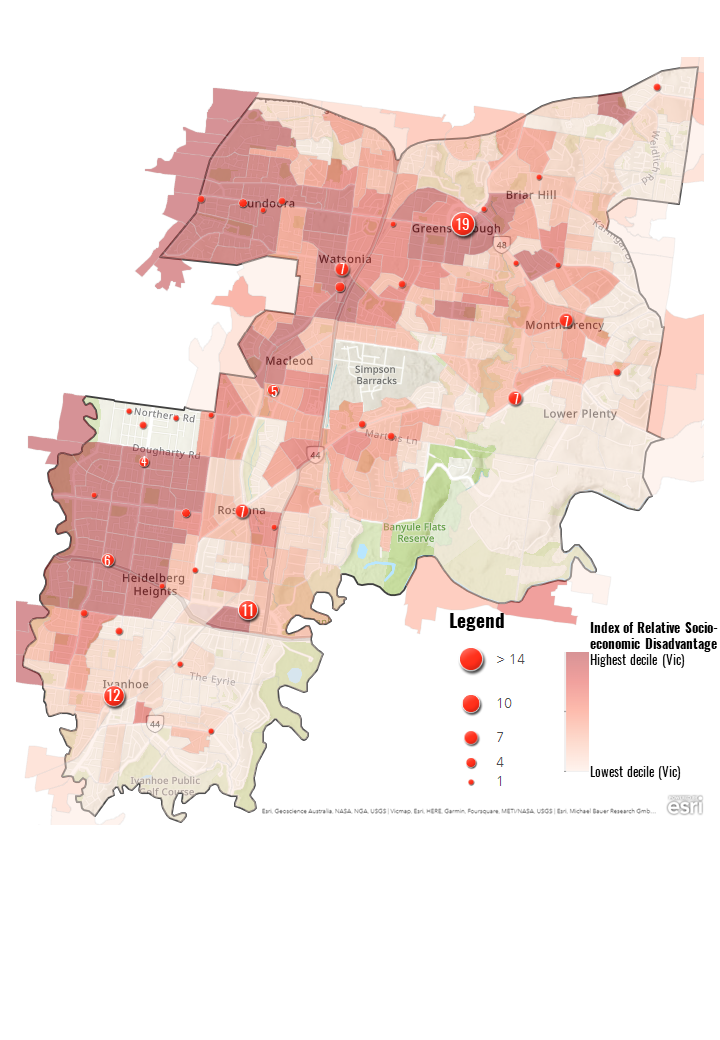 Weidlich
Rd
Briar Hill
Bundoora
19
Greensborough
48
Karingal Dr
Watsonia
7
7
Montmorency
Macleod
Simpson
Barracks
5
7
Lower Plenty
Northern Rd
Martins Ln
Dougharty Rd
44
4
7
Rosanna
Banyule Flats
Reserve
6
Heidelberg
Heights
11
Legend
Index of Relative Socio-
economic Disadvantage
Highest decile (Vic)
> 14
The Eyrie
Ivanhoe
12
10
44
7
4
Lowest decile (Vic)
1
Ivanhoe Public
Golf Course
esri
Esri, Geoscience Australia, NASA, NGA, USGS | Vicmap, Esri, HERE, Garmin, Foursquare, METI/NASA, USGS | Esri, Michael Bauer Research Gmb...